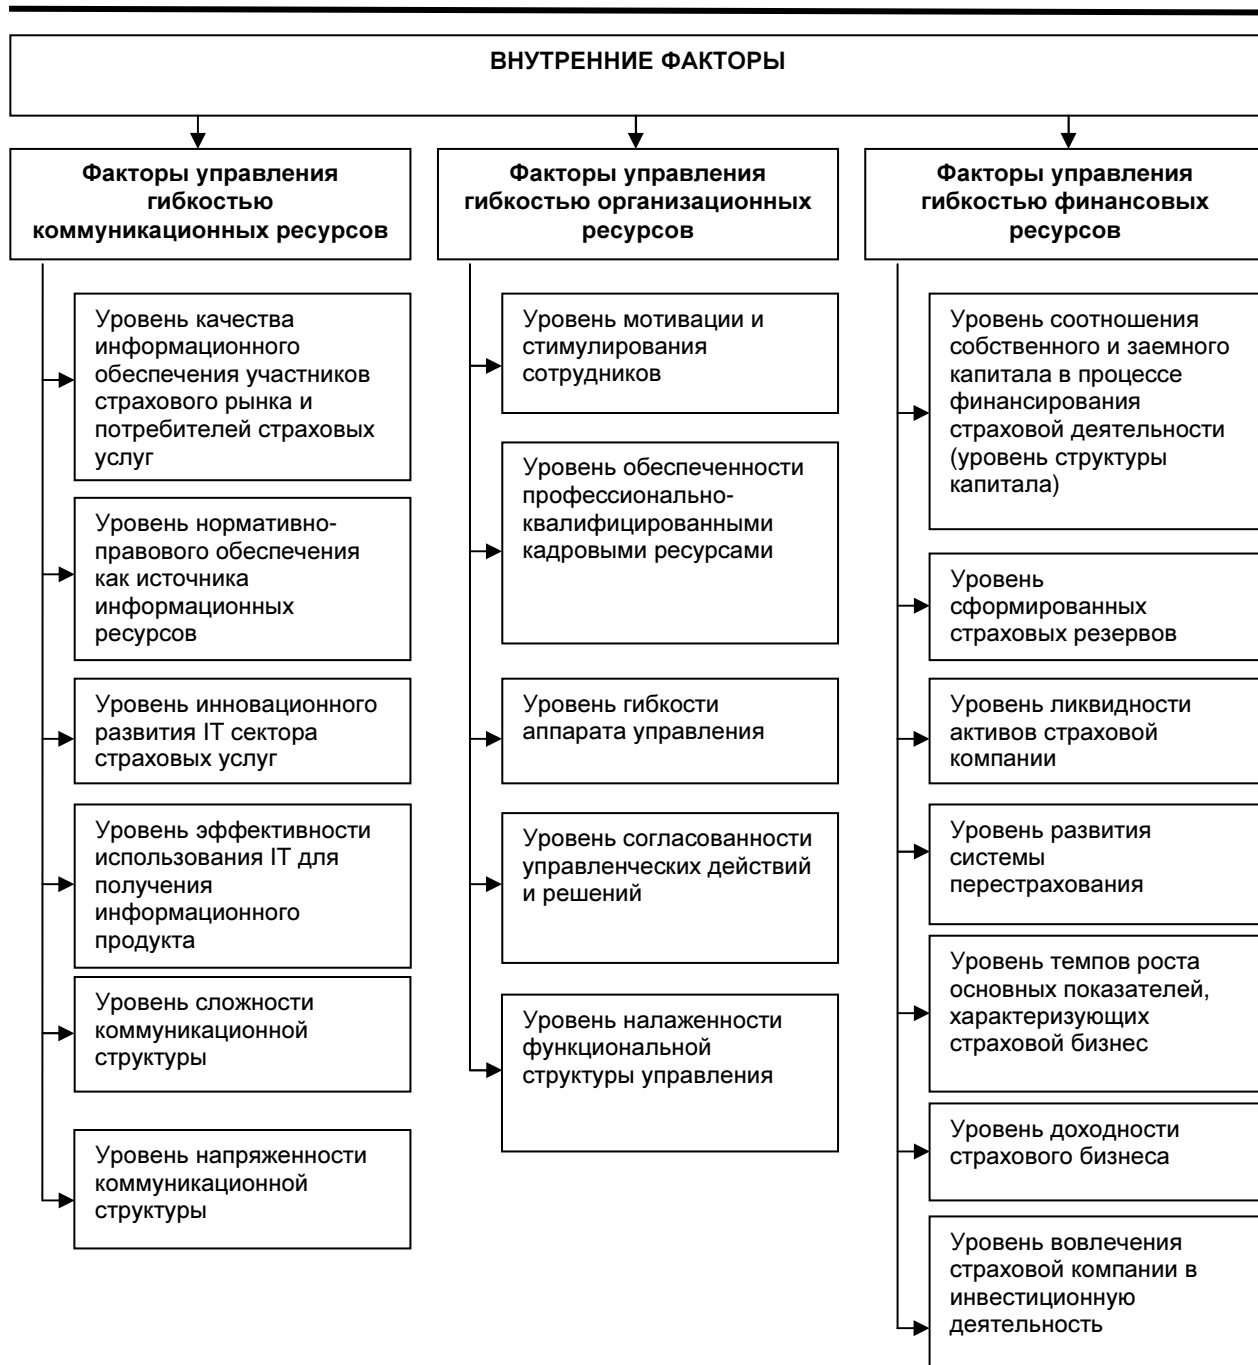 ВНУТРЕННИЕ ФАКТОРЫ
Факторы управления
гибкостью
коммуникационных ресурсов
Уровень качества
информационного
обеспечения участников
страхового рынка и
потребителей страховых
услуг
Уровень нормативно-
правового обеспечения
как источника
информационных
ресурсов
Уровень инновационного
развития IT сектора
страховых услуг
Уровень эффективности
использования IT для
получения
информационного
продукта
Уровень сложности
коммуникационной
структуры
Уровень напряженности
коммуникационной
структуры
Факторы управления
гибкостью организационных
ресурсов
Уровень мотивации и
стимулирования
сотрудников
Уровень обеспеченности
профессионально-
квалифицированными
кадровыми ресурсами
Уровень гибкости
аппарата управления
Уровень согласованности
управленческих действий
и решений
Уровень налаженности
функциональной
структуры управления
Факторы управления
гибкостью финансовых
ресурсов
Уровень соотношения
собственного и заемного
капитала в процессе
финансирования
страховой деятельности
(уровень структуры
капитала)
Уровень
сформированных
страховых резервов
Уровень ликвидности
активов страховой
компании
Уровень развития
системы
перестрахования
Уровень темпов роста
основных показателей,
характеризующих
страховой бизнес
Уровень доходности
страхового бизнеса
Уровень вовлечения
страховой компании в
инвестиционную
деятельность